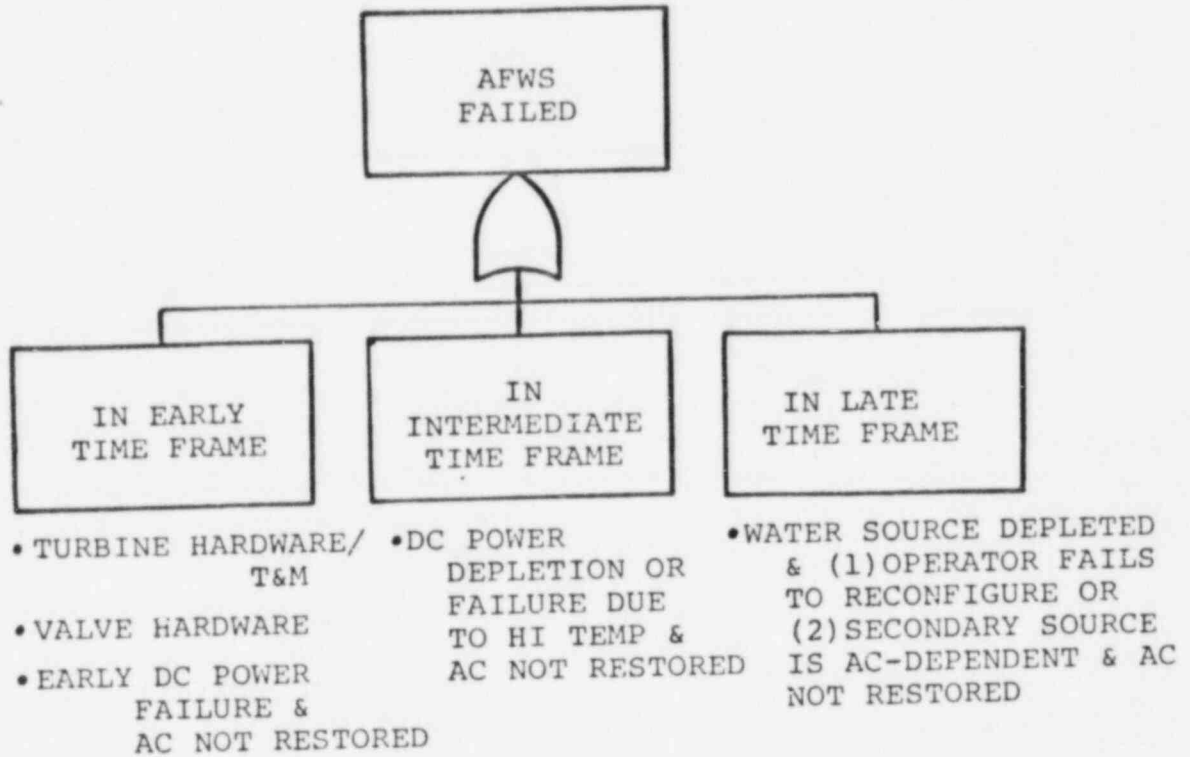 AFWS
FAILED
IN EARLY
TIME FRAME
IN
INTERMEDIATE
TIME FRAME
IN LATE
TIME FRAME
•TURBINE HARDWARE/
T&M
•VALVE HARDWARE
•EARLY DC POWER
FAILURE &
AC NOT RESTORED
•DC POWER
DEPLETION OR
FAILURE DUE
TO HI TEMP &
AC NOT RESTORED
•WATER SOURCE DEPLETED
& (1)OPERATOR FAILS
TO RECONFIGURE OR
(2)SECONDARY SOURCE
IS AC-DEPENDENT & AC
NOT RESTORED